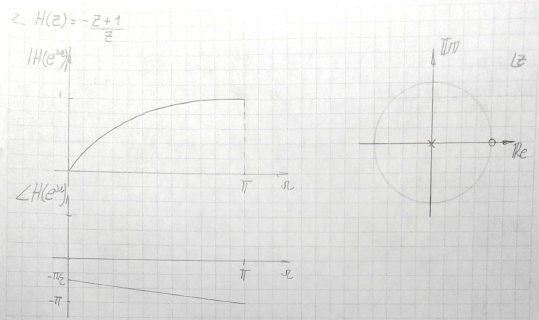 2. H(z) = -z+1/z
|H(e^jΩ)|
Im
∠z
1
Re
π Ω
∠H(e^jΩ)
π Ω
-π/2
-π